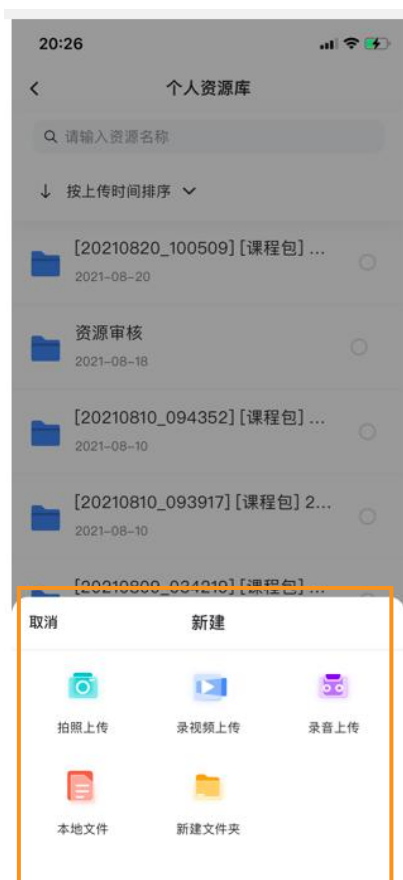 20:26
个人资源库
请输入资源名称
按上传时间排序
[20210820_100509] [课程包] ...
2021-08-20
资源审核
2021-08-18
[20210810_094352] [课程包] ...
2021-08-10
[20210810_093917] [课程包] 2...
2021-08-10
[20210809_034219] [课程包] ...
取消 新建
拍照上传 录视频上传 录音上传
本地文件 新建文件夹